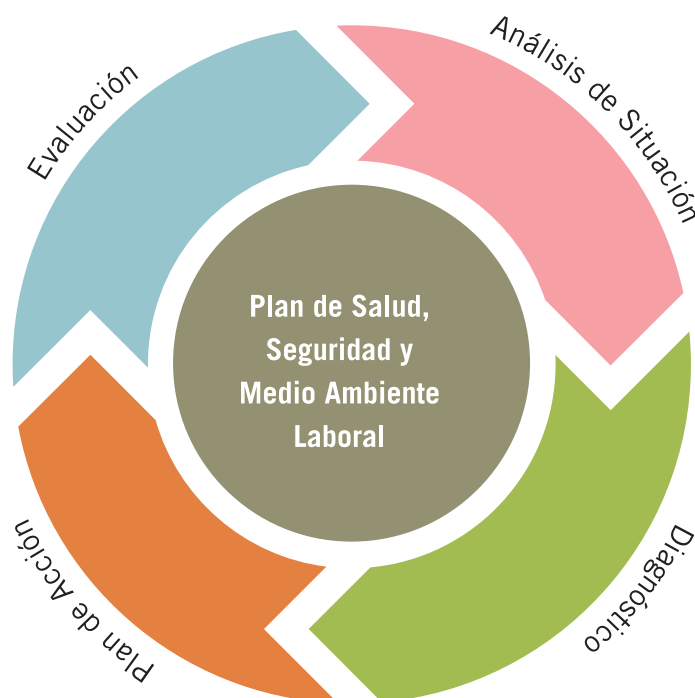 Análisis de Situación
Diagnóstico
Plan de Acción
Evaluación
Plan de Salud,
Seguridad y
Medio Ambiente
Laboral